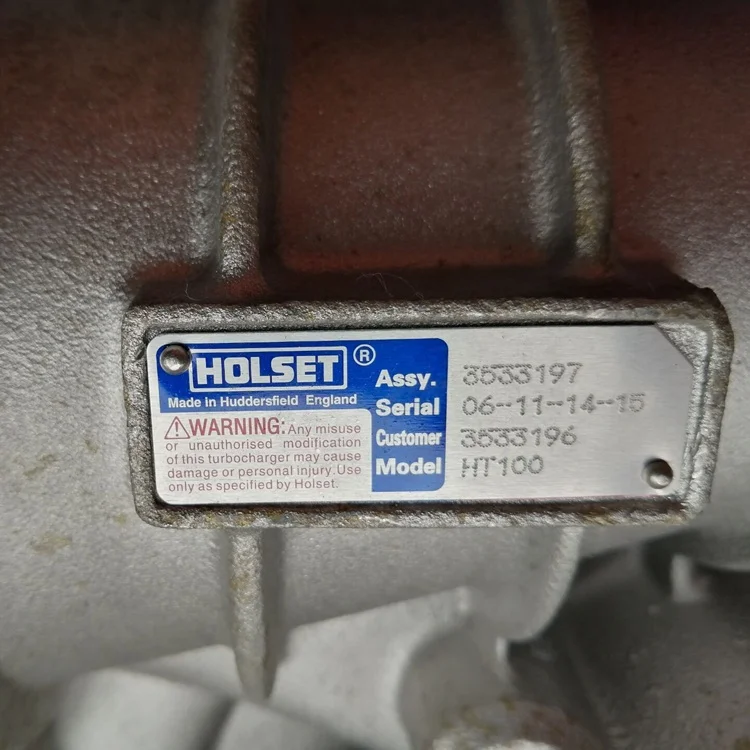 HOLSET ®
Made in Huddersfield England
⚠WARNING: Any misuse
or unauthorised modification
of this turbocharger may cause
damage or personal injury. Use
only as specified by Holset.
Assy. 3533197
Serial 06-11-14-15
Customer 3533196
Model HT100